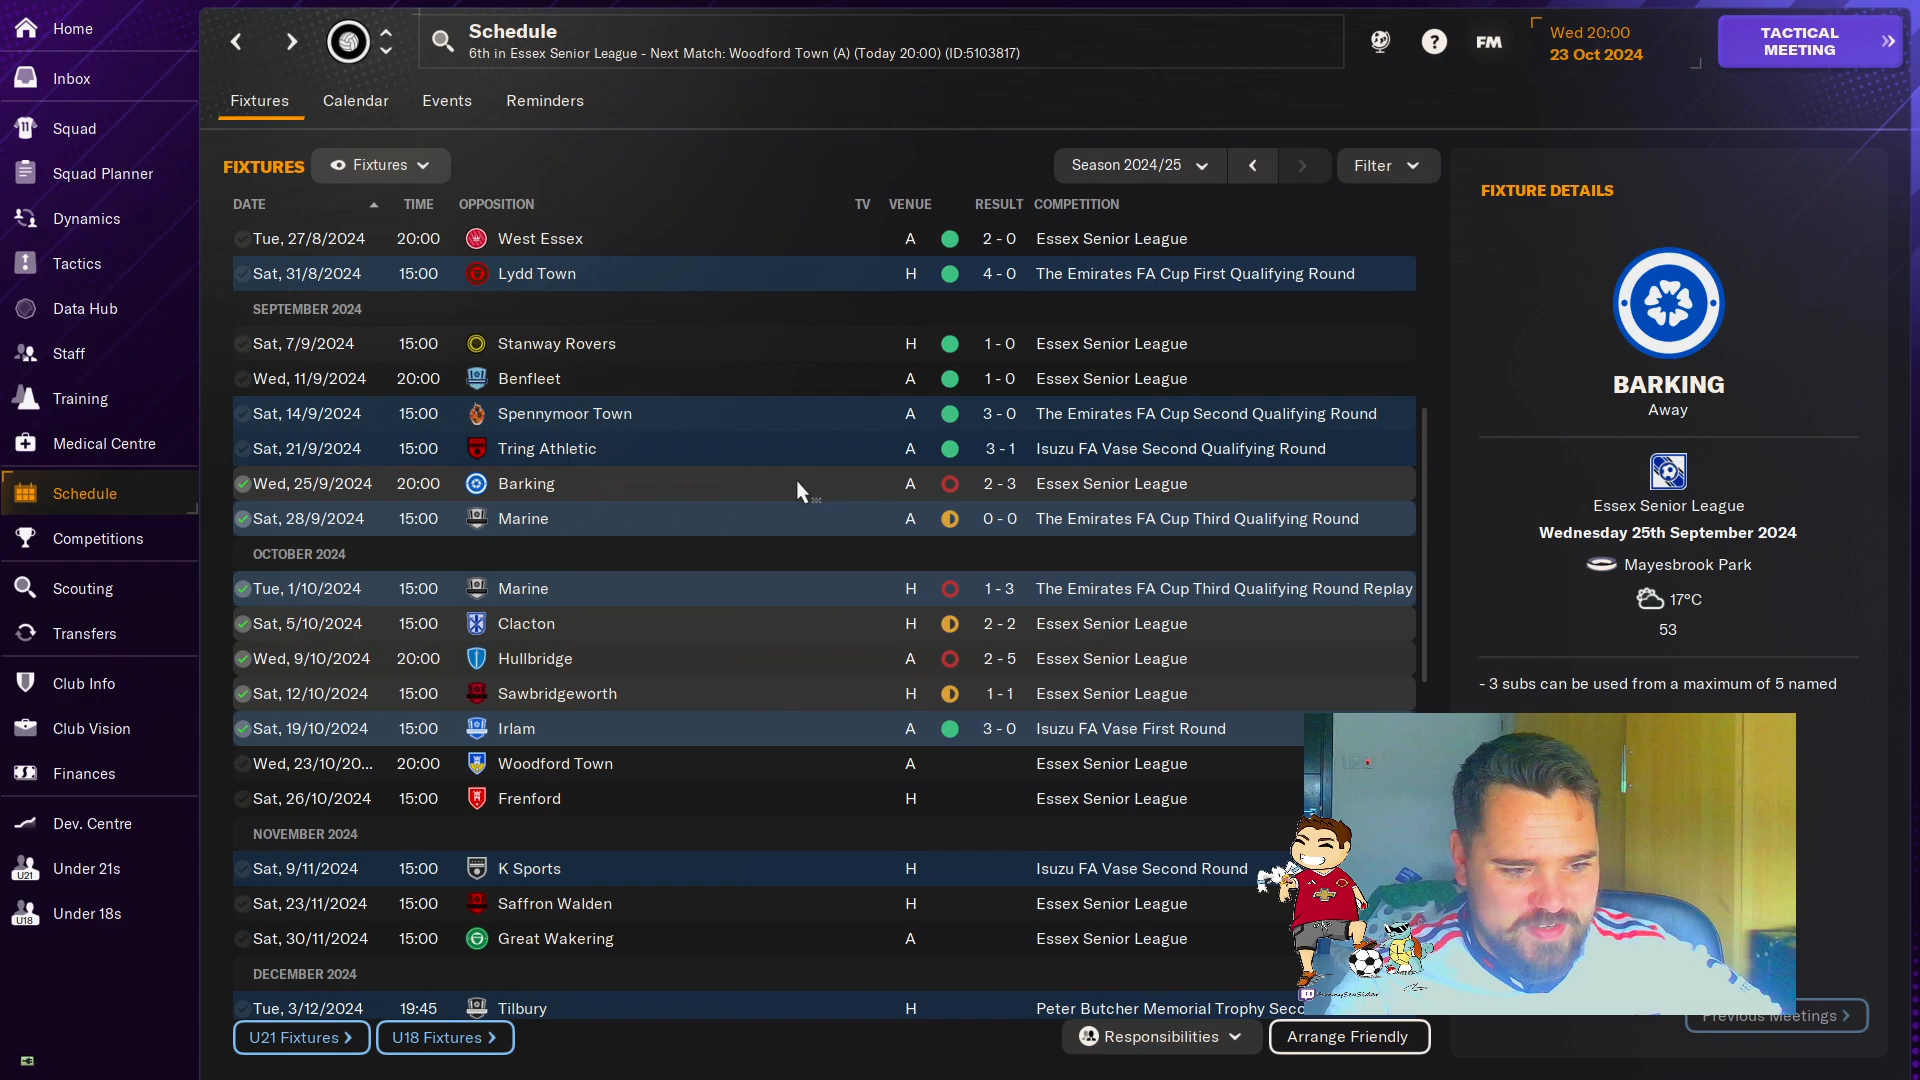 Home
Inbox
Squad
Squad Planner
Dynamics
Tactics
Data Hub
Staff
Training
Medical Centre
Schedule
Competitions
Scouting
Transfers
Club Info
Club Vision
Finances
Dev. Centre
U21 Under 21s
U18 Under 18s
Schedule
6th in Essex Senior League - Next Match: Woodford Town (A) (Today 20:00) (ID:5103817)
? FM
Wed 20:00
23 Oct 2024
TACTICAL
MEETING
Fixtures Calendar Events Reminders
FIXTURES Fixtures Season 2024/25 Filter
DATE TIME OPPOSITION TV VENUE RESULT COMPETITION
Tue, 27/8/2024 20:00 West Essex A 2 - 0 Essex Senior League
Sat, 31/8/2024 15:00 Lydd Town H 4 - 0 The Emirates FA Cup First Qualifying Round
SEPTEMBER 2024
Sat, 7/9/2024 15:00 Stanway Rovers H 1 - 0 Essex Senior League
Wed, 11/9/2024 20:00 Benfleet A 1 - 0 Essex Senior League
Sat, 14/9/2024 15:00 Spennymoor Town A 3 - 0 The Emirates FA Cup Second Qualifying Round
Sat, 21/9/2024 15:00 Tring Athletic A 3 - 1 Isuzu FA Vase Second Qualifying Round
Wed, 25/9/2024 20:00 Barking A 2 - 3 Essex Senior League
Sat, 28/9/2024 15:00 Marine A 0 - 0 The Emirates FA Cup Third Qualifying Round
OCTOBER 2024
Tue, 1/10/2024 15:00 Marine H 1 - 3 The Emirates FA Cup Third Qualifying Round Replay
Sat, 5/10/2024 15:00 Clacton H 2 - 2 Essex Senior League
Wed, 9/10/2024 20:00 Hullbridge A 2 - 5 Essex Senior League
Sat, 12/10/2024 15:00 Sawbridgeworth H 1 - 1 Essex Senior League
Sat, 19/10/2024 15:00 Irlam A 3 - 0 Isuzu FA Vase First Round
Wed, 23/10/20... 20:00 Woodford Town A Essex Senior League
Sat, 26/10/2024 15:00 Frenford H Essex Senior League
NOVEMBER 2024
Sat, 9/11/2024 15:00 K Sports H Isuzu FA Vase Second Round
Sat, 23/11/2024 15:00 Saffron Walden H Essex Senior League
Sat, 30/11/2024 15:00 Great Wakering A Essex Senior League
DECEMBER 2024
Tue, 3/12/2024 19:45 Tilbury H Peter Butcher Memorial Trophy Seco
U21 Fixtures U18 Fixtures Responsibilities Arrange Friendly
FIXTURE DETAILS
BARKING
Away
Essex Senior League
Wednesday 25th September 2024
Mayesbrook Park
17°C
53
- 3 subs can be used from a maximum of 5 named
Previous Meetings